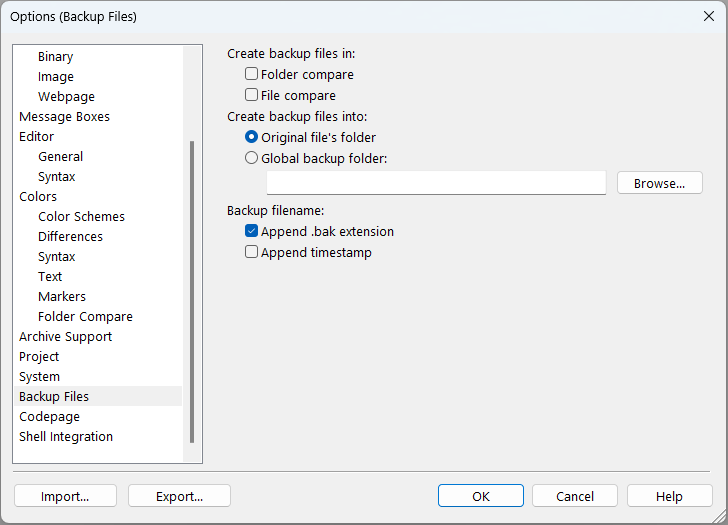 Options (Backup Files)
Binary
Image
Webpage
Message Boxes
Editor
General
Syntax
Colors
Color Schemes
Differences
Syntax
Text
Markers
Folder Compare
Archive Support
Project
System
Backup Files
Codepage
Shell Integration
Create backup files in:
Folder compare
File compare
Create backup files into:
Original file's folder
Global backup folder:
Browse...
Backup filename:
Append .bak extension
Append timestamp
Import...
Export...
OK
Cancel
Help